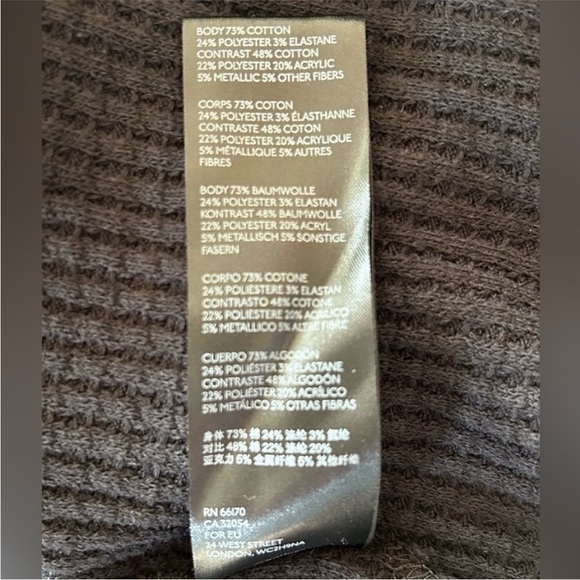 BODY 73% COTTON
24% POLYESTER 3% ELASTANE
CONTRAST 48% COTTON
22% POLYESTER 20% ACRYLIC
5% METALLIC 5% OTHER FIBERS
CORPS 73% COTON
24% POLYESTER 3% ÉLASTHANNE
CONTRASTE 48% COTON
22% POLYESTER 20% ACRYLIQUE
5% MÉTALLIQUE 5% AUTRES
FIBRES
BODY 73% BAUMWOLLE
24% POLYESTER 3% ELASTAN
KONTRAST 48% BAUMWOLLE
22% POLYESTER 20% ACRYL
5% METALLISCH 5% SONSTIGE
FASERN
CORPO 73% COTONE
24% POLIESTERE 3% ELASTAN
CONTRASTO 48% COTONE
22% POLIESTERE 20% ACRILICO
5% METALLICO 5% ALTRE FIBRE
CUERPO 73% ALGODÓN
24% POLIÉSTER 3% ELASTANE
CONTRASTE 48% ALGODÓN
22% POLIÉSTER 20% ACRÍLICO
5% METÁLICO 5% OTRAS FIBRAS
身体 73% 棉 24% 涤纶 3% 氨纶
对比 48% 棉 22% 涤纶 20%
亚克力 5% 金属纤维 5% 其他纤维
RN 66170
CA 32054
FOR EU
24 WEST STREET
LONDON, WC2H9NA